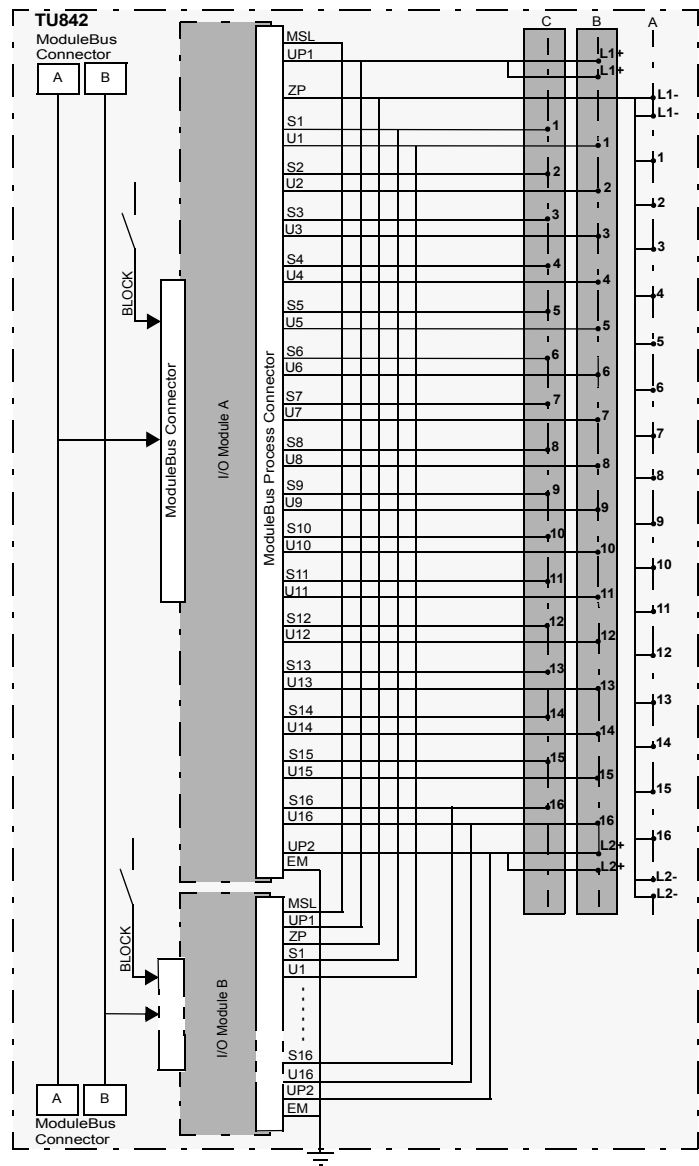 TU842
ModuleBus
Connector
A B
C B A
MSL
UP1 L1+
L1+
ZP L1-
L1-
S1 1
U1 1
1
S2 2
U2 2
2
S3 3
U3 3
3
S4 4
U4 4
4
S5 5
U5 5
5
S6 6
U6 6
6
S7 7
U7 7
7
S8 8
U8 8
8
S9 9
U9 9
9
S10 10
U10 10
10
S11 11
U11 11
11
S12 12
U12 12
12
S13 13
U13 13
13
S14 14
U14 14
14
S15 15
U15 15
15
S16 16
U16 16
16
UP2 L2+
EM L2+
L2-
L2-
BLOCK
ModuleBus Connector
I/O Module A
ModuleBus Process Connector
MSL
UP1
ZP
S1
U1
S16
U16
UP2
EM
BLOCK
I/O Module B
A B
ModuleBus
Connector